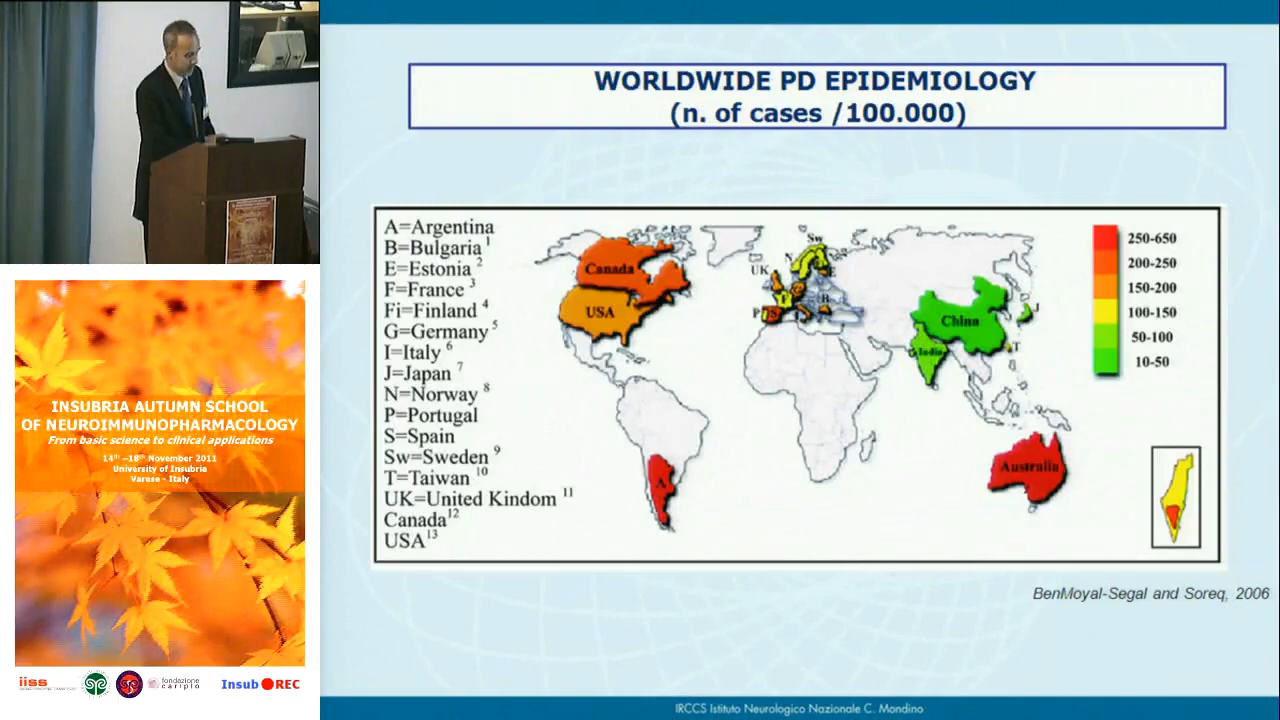 WORLDWIDE PD EPIDEMIOLOGY
(n. of cases /100.000)
A=Argentina
B=Bulgaria 1
E=Estonia 2
F=France 3
Fi=Finland 4
G=Germany 5
I=Italy 6
J=Japan 7
N=Norway 8
P=Portugal
S=Spain
Sw=Sweden 9
T=Taiwan 10
UK=United Kindom 11
Canada 12
USA 13
Canada
USA
A
UK
N
Sw
E
F
B
P
S
China
India
J
T
Australia
250-650
200-250
150-200
100-150
50-100
10-50
BenMoyal-Segal and Soreq, 2006
IRCCS Istituto Neurologico Nazionale C. Mondino
INSUBRIA AUTUMN SCHOOL
OF NEUROIMMUNOPHARMACOLOGY
From basic science to clinical applications
14th –18th November 2011
University of Insubria
Varese - Italy
iiss
fondazione
cariplo
Insub REC